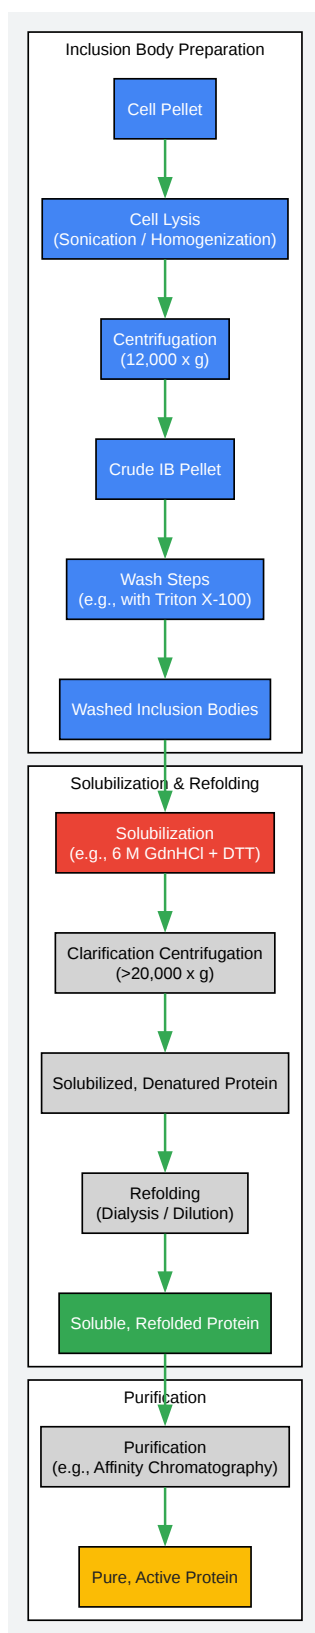 Inclusion Body Preparation
Cell Pellet
Cell Lysis
(Sonication / Homogenization)
Centrifugation
(12,000 x g)
Crude IB Pellet
Wash Steps
(e.g., with Triton X-100)
Washed Inclusion Bodies
Solubilization & Refolding
Solubilization
(e.g., 6 M GdnHCl + DTT)
Clarification Centrifugation
(>20,000 x g)
Solubilized, Denatured Protein
Refolding
(Dialysis / Dilution)
Soluble, Refolded Protein
Purification
Purification
(e.g., Affinity Chromatography)
Pure, Active Protein